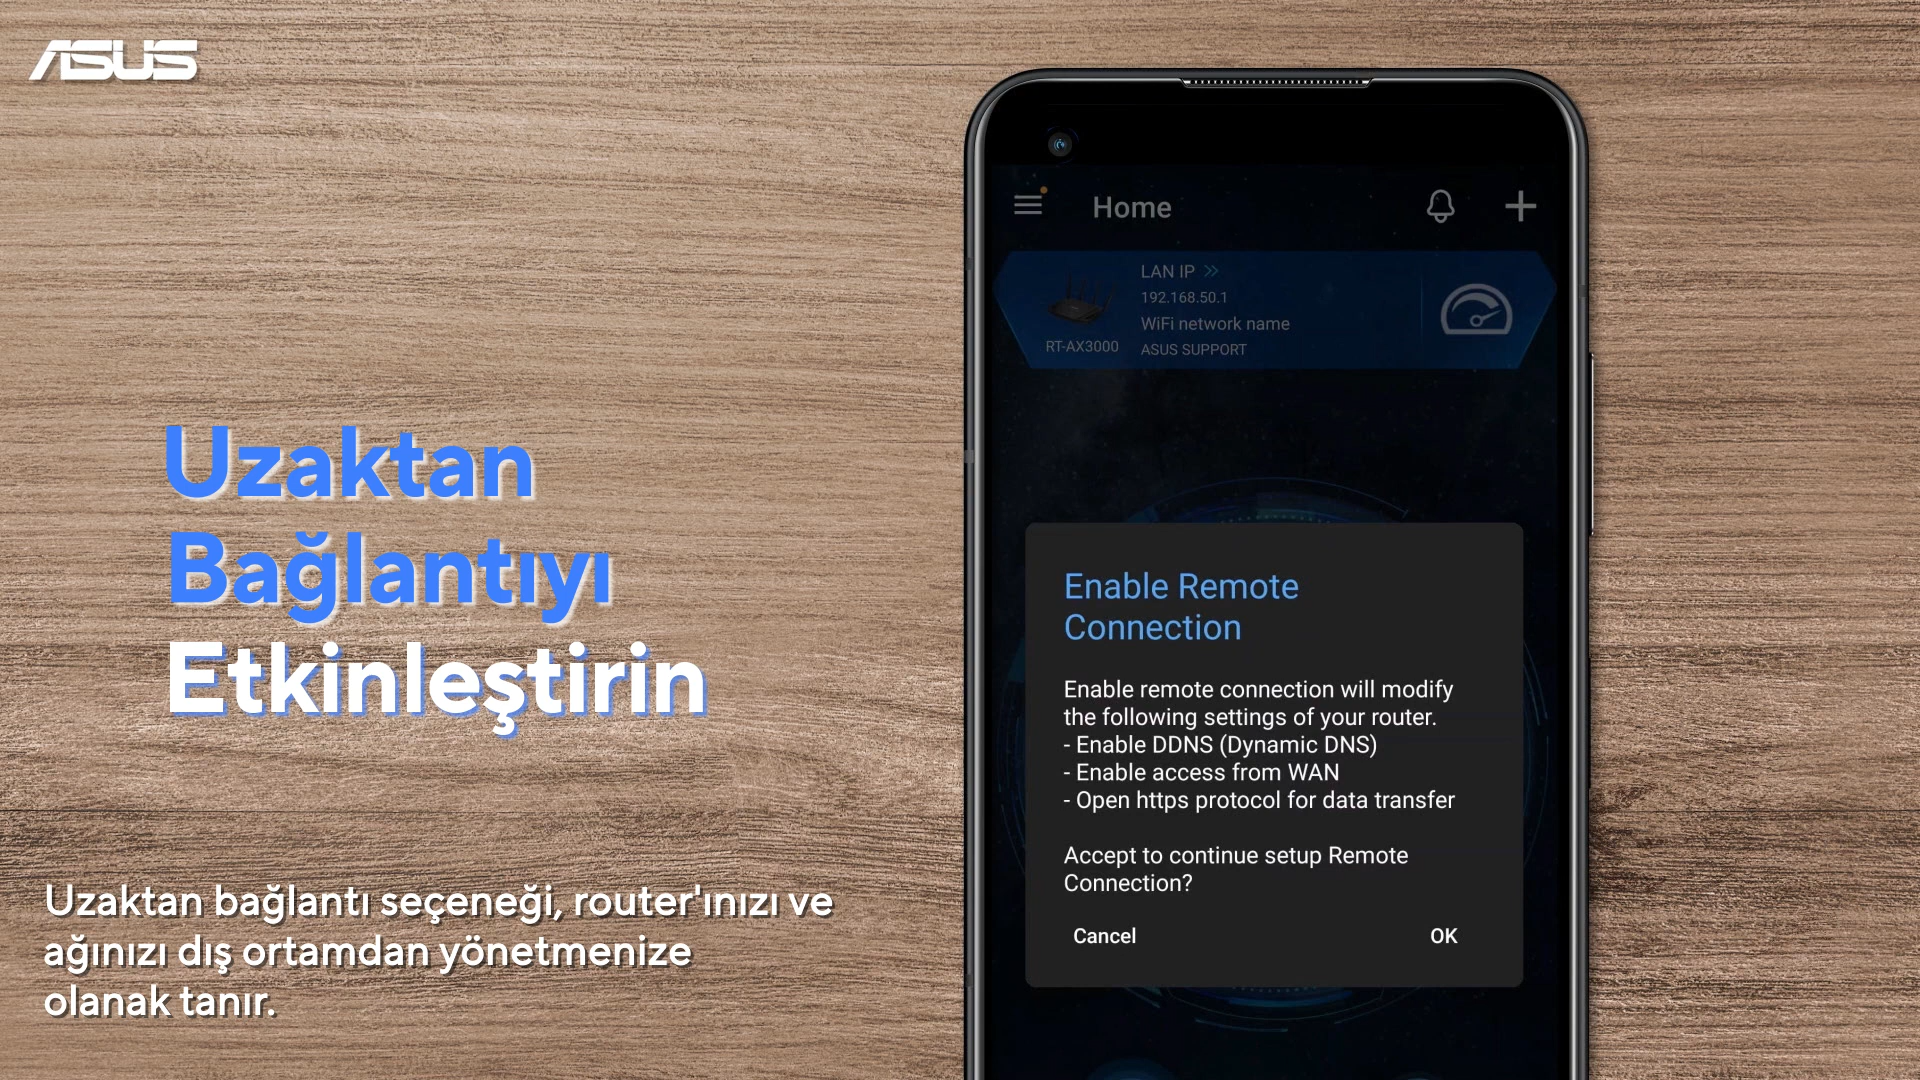 ASUS
Uzaktan
Bağlantıyı
Etkinleştirin
Uzaktan bağlantı seçeneği, router'ınızı ve
ağınızı dış ortamdan yönetmenize
olanak tanır.
Home
LAN IP
192.168.50.1
WiFi network name
RT-AX3000
ASUS SUPPORT
Enable Remote
Connection
Enable remote connection will modify
the following settings of your router.
- Enable DDNS (Dynamic DNS)
- Enable access from WAN
- Open https protocol for data transfer
Accept to continue setup Remote
Connection?
Cancel
OK